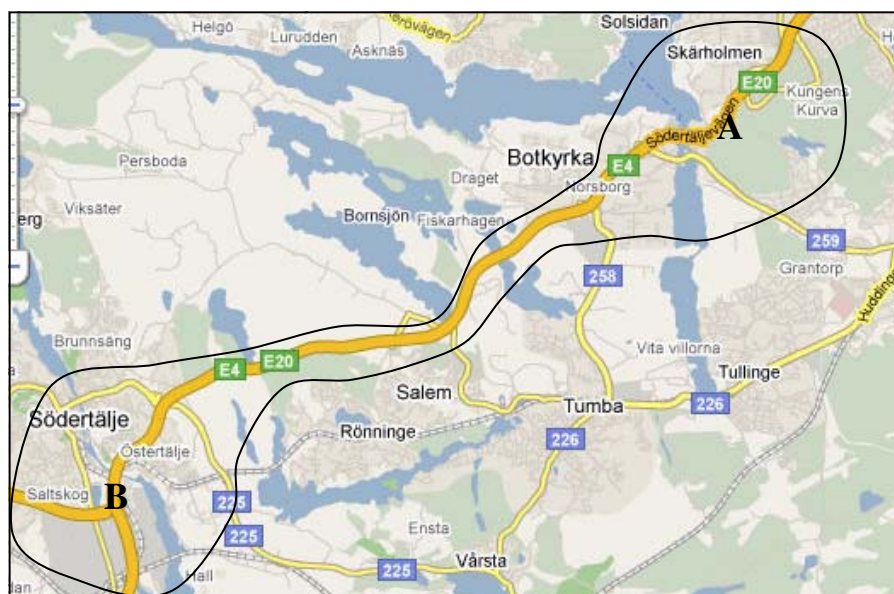 Solsidan
Helgö
Lurudden
Asknäs
Skärholmen
E20
Kungens
Kurva
Södertäljevägen
A
Botkyrka
E4
Persboda
Draget
Norsborg
Viksäter
Bornsjön
Fiskarhagen
erg
259
258
Grantorp
Brunnsäng
Vita villorna
E4
E20
Tullinge
Salem
Södertälje
Tumba
226
Rönninge
226
Östertälje
Saltskog
B
225
225
Ensta
Vårsta
Hall
225